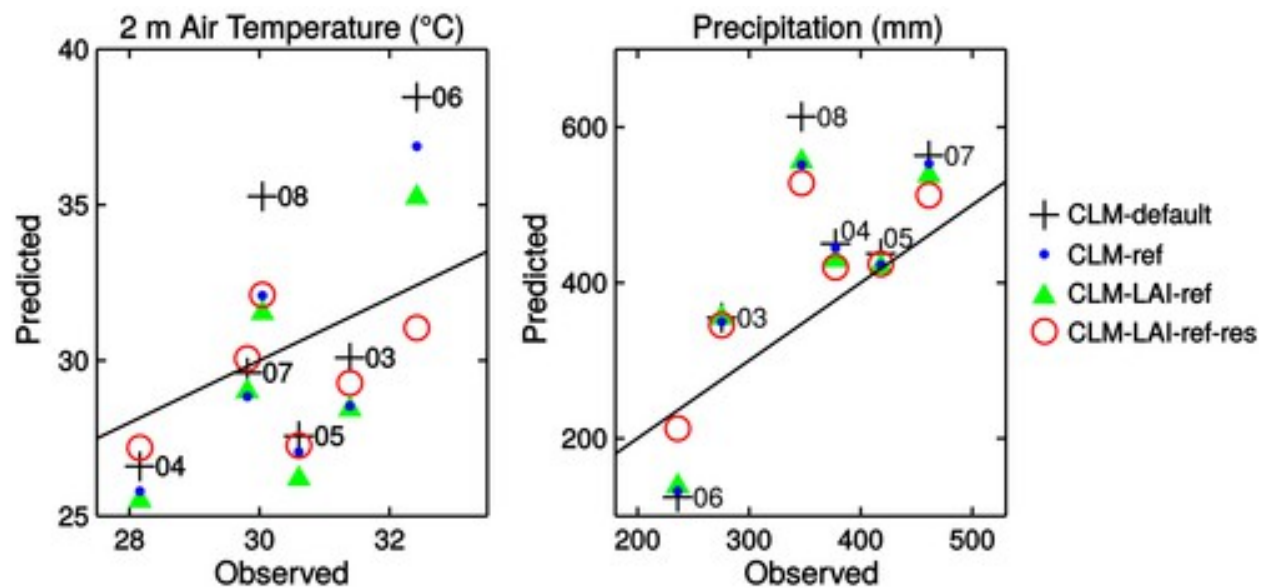 2 m Air Temperature (°C)
Precipitation (mm)
40
35
30
25
28
30
32
Predicted
Observed
06
08
07
03
05
04
600
400
200
200
300
400
500
Predicted
Observed
08
07
04
05
03
06
CLM-default
CLM-ref
CLM-LAI-ref
CLM-LAI-ref-res